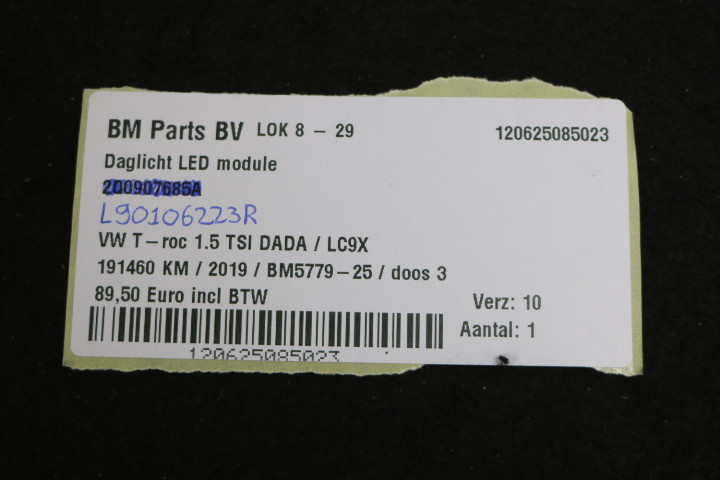 BM Parts BV LOK 8 – 29 120625085023
Daglicht LED module
2G0907685A
L90106223R
VW T–roc 1.5 TSI DADA / LC9X
191460 KM / 2019 / BM5779–25 / doos 3
89,50 Euro incl BTW
Verz: 10
Aantal: 1
120625085023